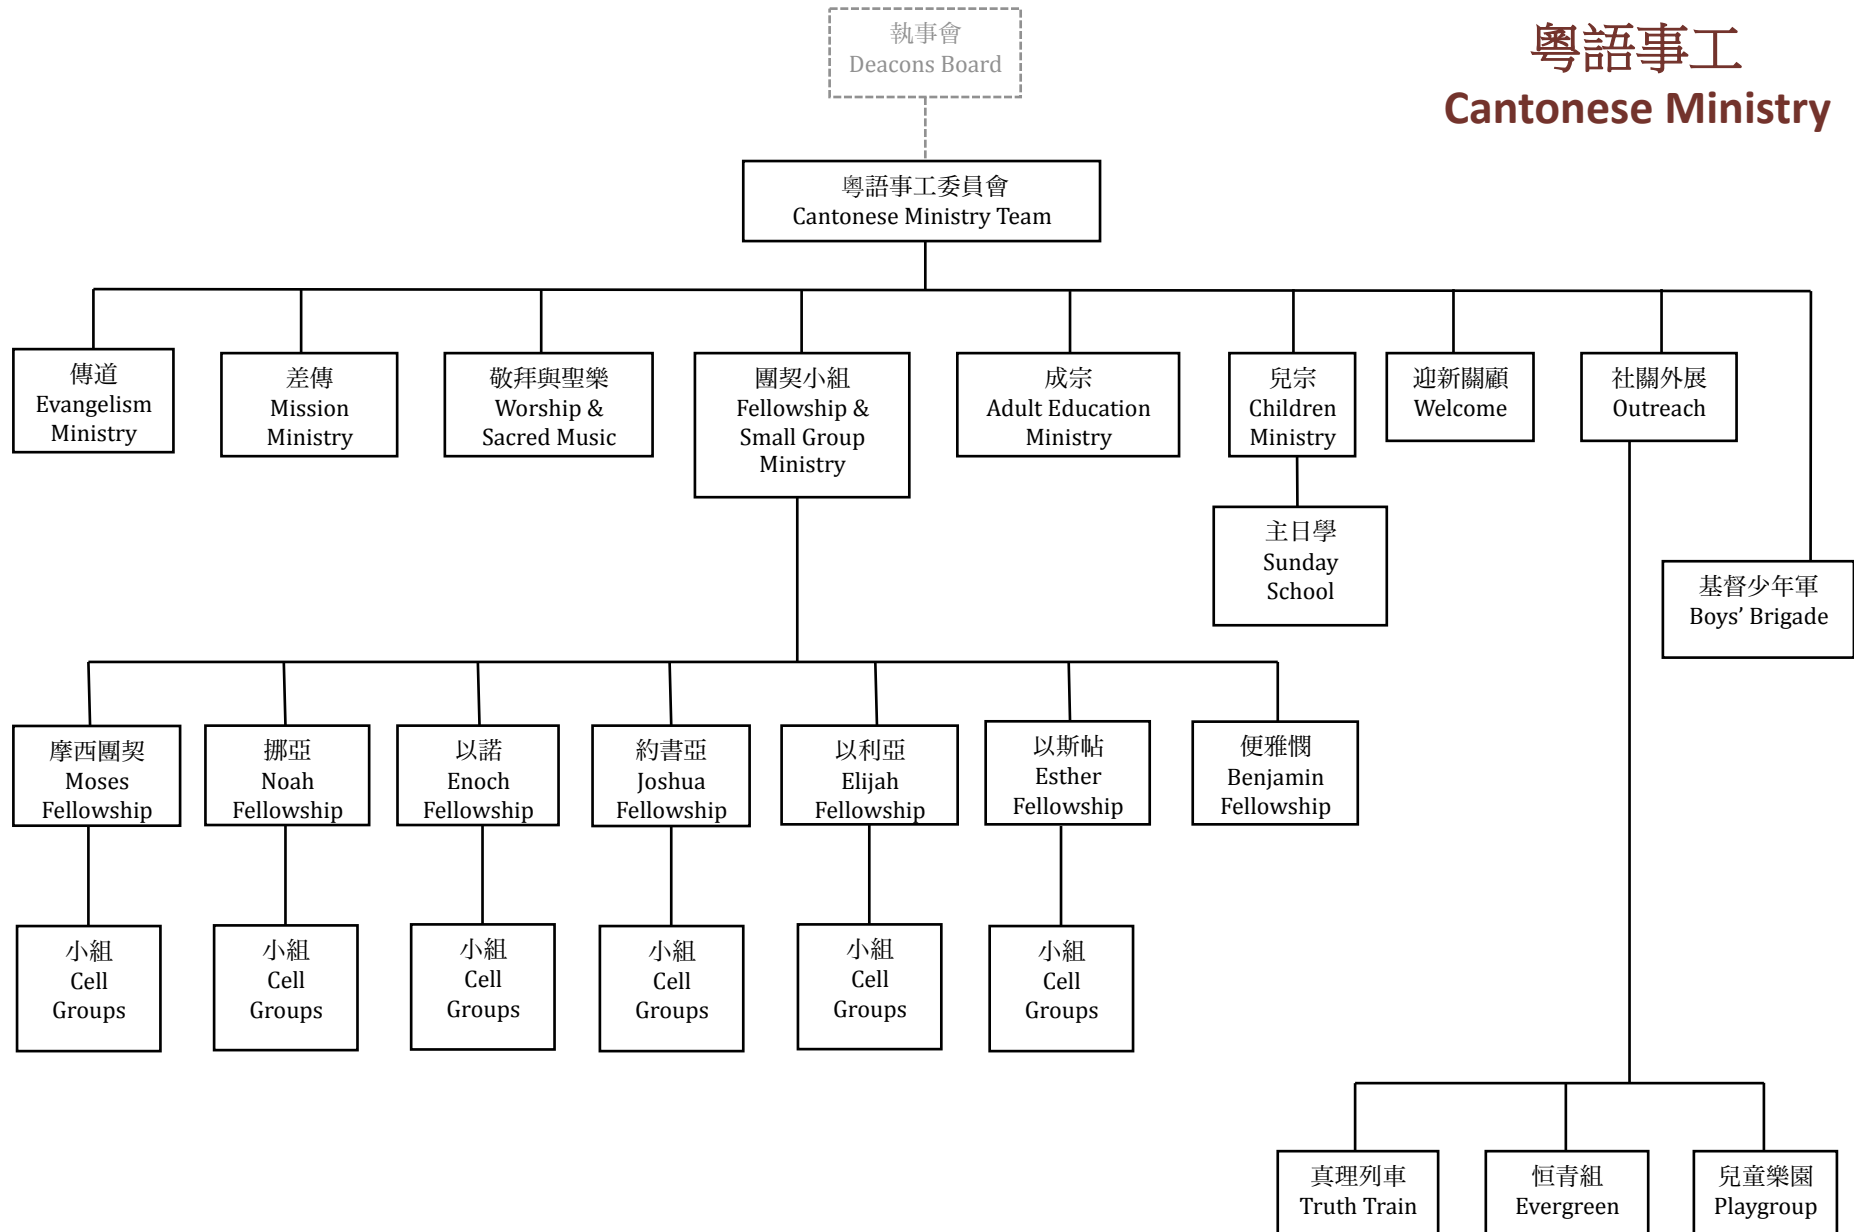 執事會
Deacons Board
粵語事工
Cantonese Ministry
粵語事工委員會
Cantonese Ministry Team
傳道
Evangelism
Ministry
差傳
Mission
Ministry
敬拜與聖樂
Worship &
Sacred Music
團契小組
Fellowship &
Small Group
Ministry
成宗
Adult Education
Ministry
兒宗
Children
Ministry
迎新關顧
Welcome
社關外展
Outreach
主日學
Sunday
School
基督少年軍
Boys’ Brigade
摩西團契
Moses
Fellowship
挪亞
Noah
Fellowship
以諾
Enoch
Fellowship
約書亞
Joshua
Fellowship
以利亞
Elijah
Fellowship
以斯帖
Esther
Fellowship
便雅憫
Benjamin
Fellowship
小組
Cell
Groups
小組
Cell
Groups
小組
Cell
Groups
小組
Cell
Groups
小組
Cell
Groups
小組
Cell
Groups
真理列車
Truth Train
恒青組
Evergreen
兒童樂園
Playgroup